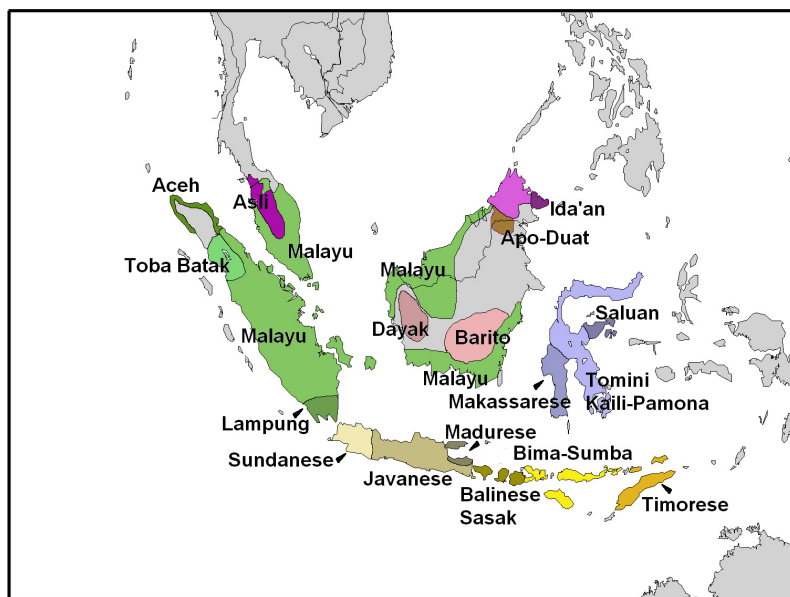 Aceh
Asli
Ida'an
Apo-Duat
Malayu
Toba Batak
Malayu
Saluan
Malayu
Dayak
Barito
Malayu
Tomini
Kaili-Pamona
Makassarese
Lampung
Madurese
Sundanese
Javanese
Bima-Sumba
Balinese
Sasak
Timorese